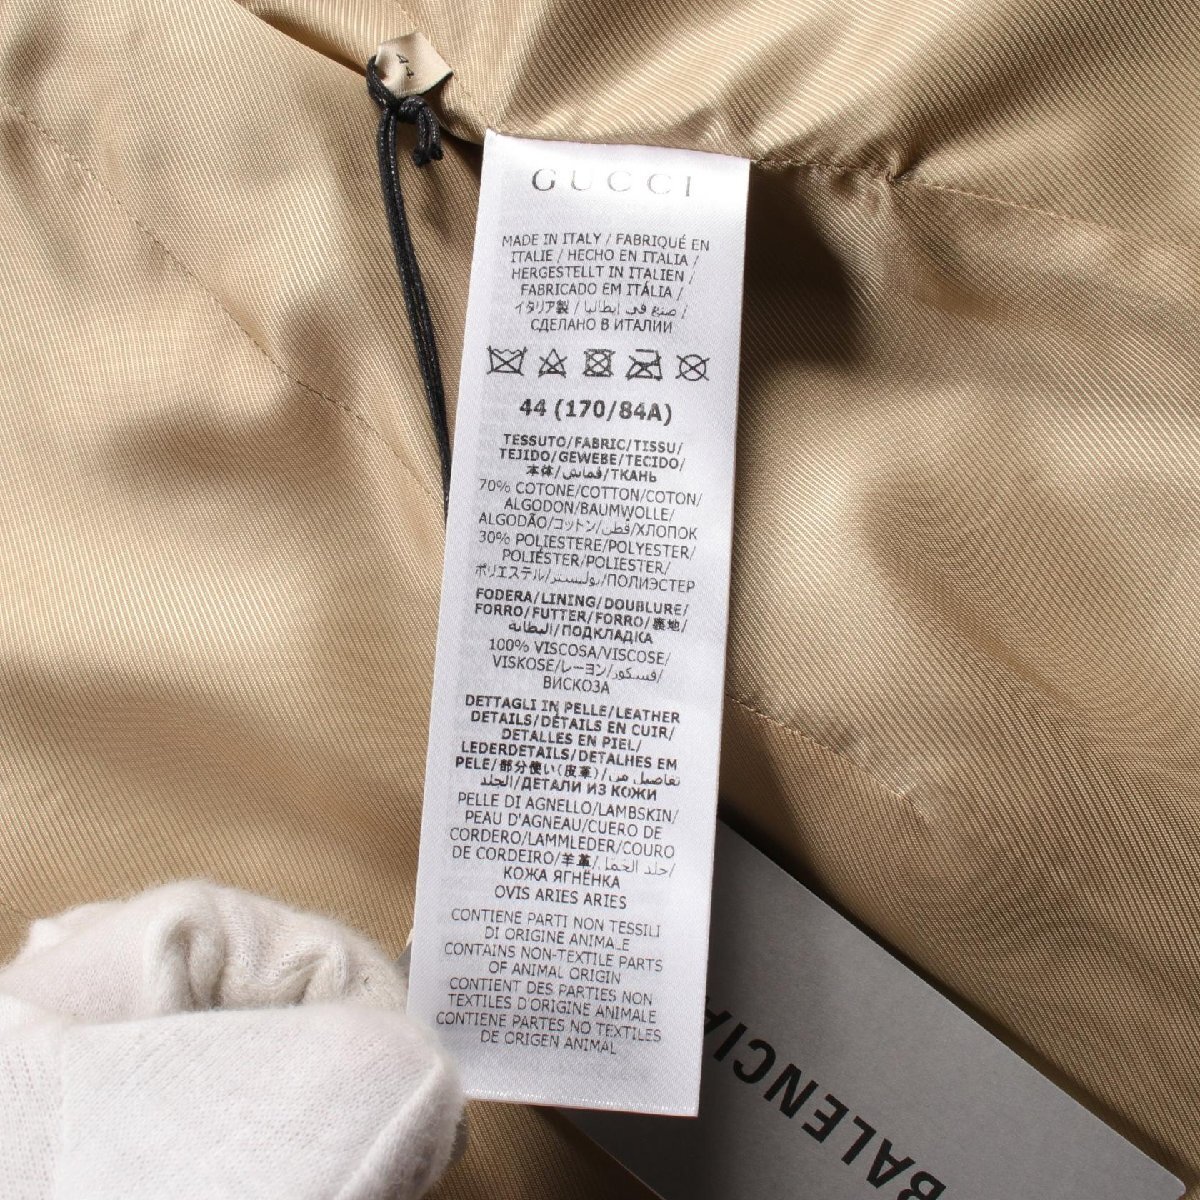 44
GUCCI
MADE IN ITALY / FABRIQUÉ EN
ITALIE / HECHO EN ITALIA /
HERGESTELLT IN ITALIEN /
FABRICADO EM ITÁLIA /
イタリア製 / صنع في إيطاليا /
СДЕЛАНО В ИТАЛИИ
44 (170/84A)
TESSUTO/FABRIC/TISSU/
TEJIDO/GEWEBE/TECIDO/
本体/قماش/ТКАНЬ
70% COTONE/COTTON/COTON/
ALGODON/BAUMWOLLE/
ALGODÃO/コットン/قطن/ХЛОПОК
30% POLIESTERE/POLYESTER/
POLIÉSTER/POLIESTER/
ポリエステル/بوليستر/ПОЛИЭСТЕР
FODERA/LINING/DOUBLURE/
FORRO/FUTTER/FORRO/裏地/
البطانة/ПОДКЛАДКА
100% VISCOSA/VISCOSE/
VISKOSE/レーヨン/فسكوز/
ВИСКОЗА
DETTAGLI IN PELLE/LEATHER
DETAILS/DÉTAILS EN CUIR/
DETALLES EN PIEL/
LEDERDETAILS/DETALHES EM
PELE/部分使い(皮革)/تفاصيل من
الجلد/ДЕТАЛИ ИЗ КОЖИ
PELLE DI AGNELLO/LAMBSKIN/
PEAU D'AGNEAU/CUERO DE
CORDERO/LAMMLEDER/COURO
DE CORDEIRO/羊革/جلد الحمل/
КОЖА ЯГНЁНКА
OVIS ARIES ARIES
CONTIENE PARTI NON TESSILI
DI ORIGINE ANIMALE
CONTAINS NON-TEXTILE PARTS
OF ANIMAL ORIGIN
CONTIENT DES PARTIES NON
TEXTILES D'ORIGINE ANIMALE
CONTIENE PARTES NO TEXTILES
DE ORIGEN ANIMAL
BALENCIA